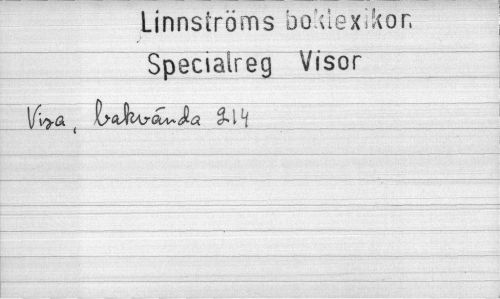 Linnströms boklexikon
Specialreg Visor
Visa, bakvända 214